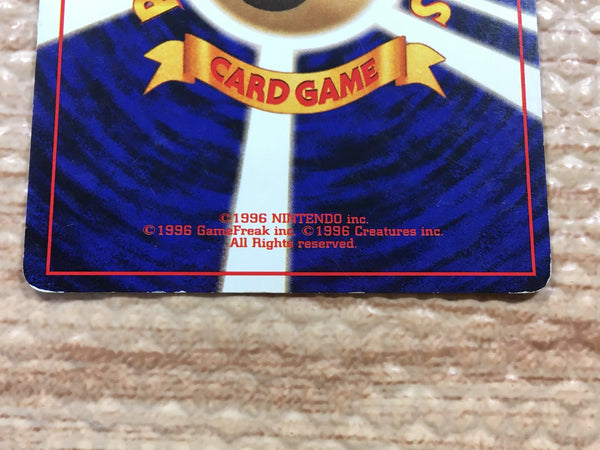 CARD GAME
©1996 NINTENDO inc.
©1996 GameFreak inc. ©1996 Creatures inc.
All Rights reserved.